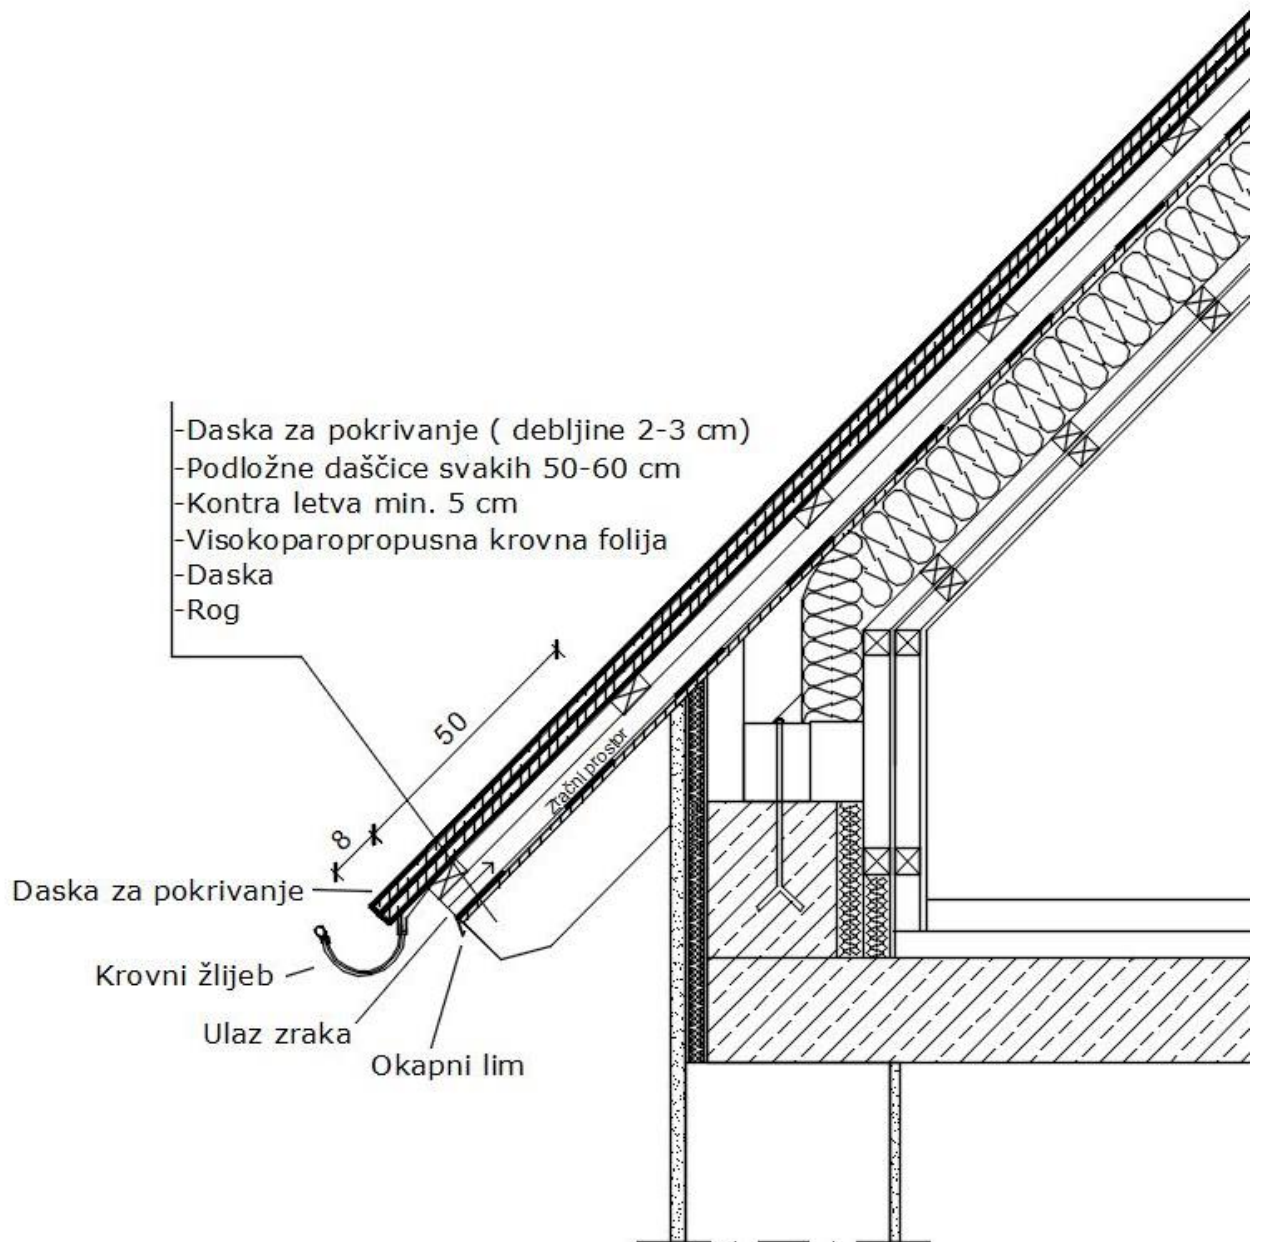 -Daska za pokrivanje ( debljine 2-3 cm)
-Podložne daščice svakih 50-60 cm
-Kontra letva min. 5 cm
-Visokoparopropusna krovna folija
-Daska
-Rog
50
8
Zračni prostor
Daska za pokrivanje
Krovni žlijeb
Ulaz zraka
Okapni lim